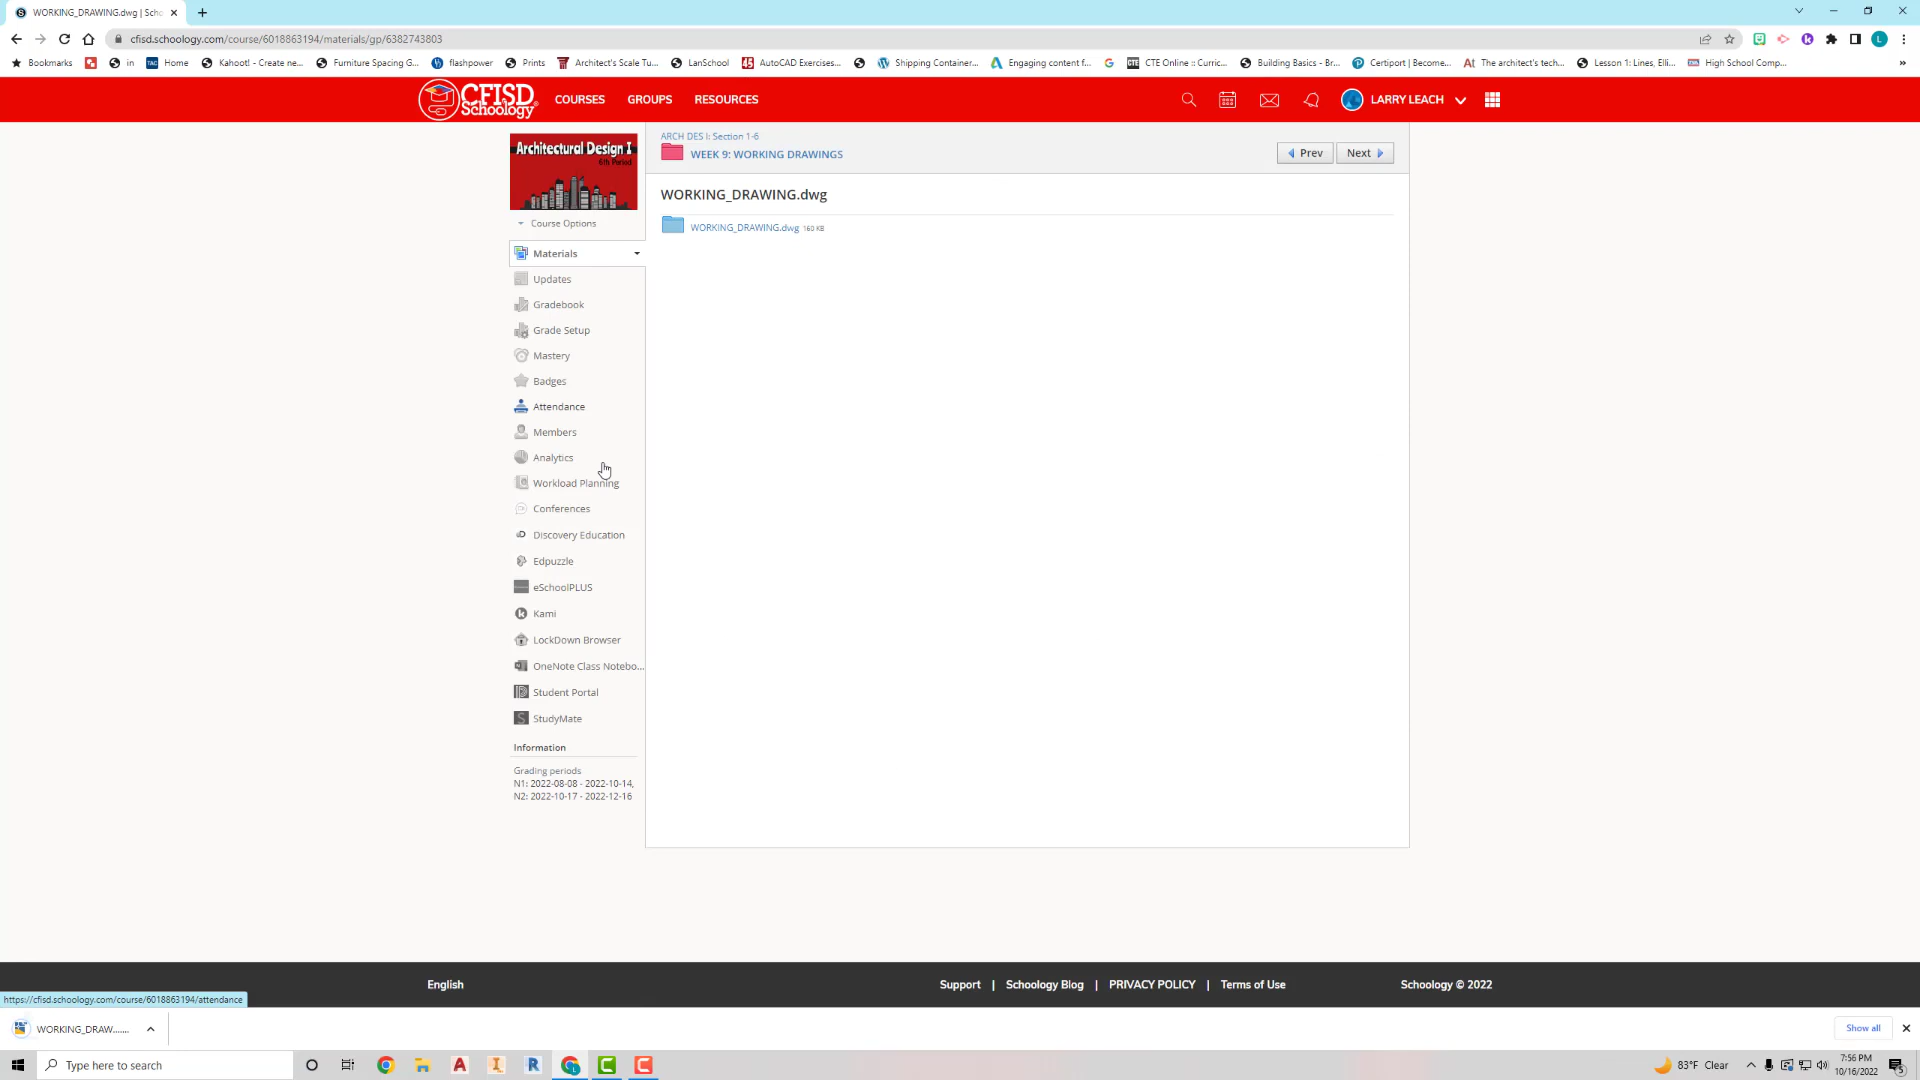 WORKING_DRAWING.dwg | Scho
cfisd.schoology.com/course/6018863194/materials/gp/6382743803
Bookmarks in Home Kahoot! - Create ne... Furniture Spacing G... flashpower Prints Architect's Scale Tu... LanSchool AutoCAD Exercises... Shipping Container... Engaging content f... CTE Online :: Curric... Building Basics - Br... Certiport | Become... The architect's tech... Lesson 1: Lines, Elli... High School Comp... »
CFISD Schoology COURSES GROUPS RESOURCES LARRY LEACH
Architectural Design I
6th Period
Course Options
Materials
Updates
Gradebook
Grade Setup
Mastery
Badges
Attendance
Members
Analytics
Workload Planning
Conferences
Discovery Education
Edpuzzle
eSchoolPLUS
Kami
LockDown Browser
OneNote Class Notebo...
Student Portal
StudyMate
Information
Grading periods
N1: 2022-08-08 - 2022-10-14,
N2: 2022-10-17 - 2022-12-16
ARCH DES I: Section 1-6
WEEK 9: WORKING DRAWINGS
Prev Next
WORKING_DRAWING.dwg
WORKING_DRAWING.dwg 160 KB
English Support | Schoology Blog | PRIVACY POLICY | Terms of Use Schoology © 2022
https://cfisd.schoology.com/course/6018863194/attendance
WORKING_DRAW....... Show all
Type here to search 83°F Clear 7:56 PM
10/16/2022